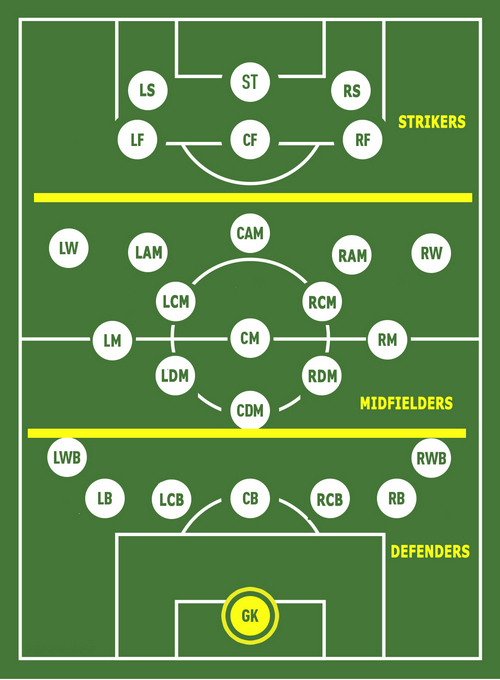 ST
LS
RS
STRIKERS
LF
CF
RF
CAM
LW
LAM
RAM
RW
LCM
RCM
LM
CM
RM
LDM
RDM
CDM
MIDFIELDERS
LWB
RWB
LB
LCB
CB
RCB
RB
DEFENDERS
GK